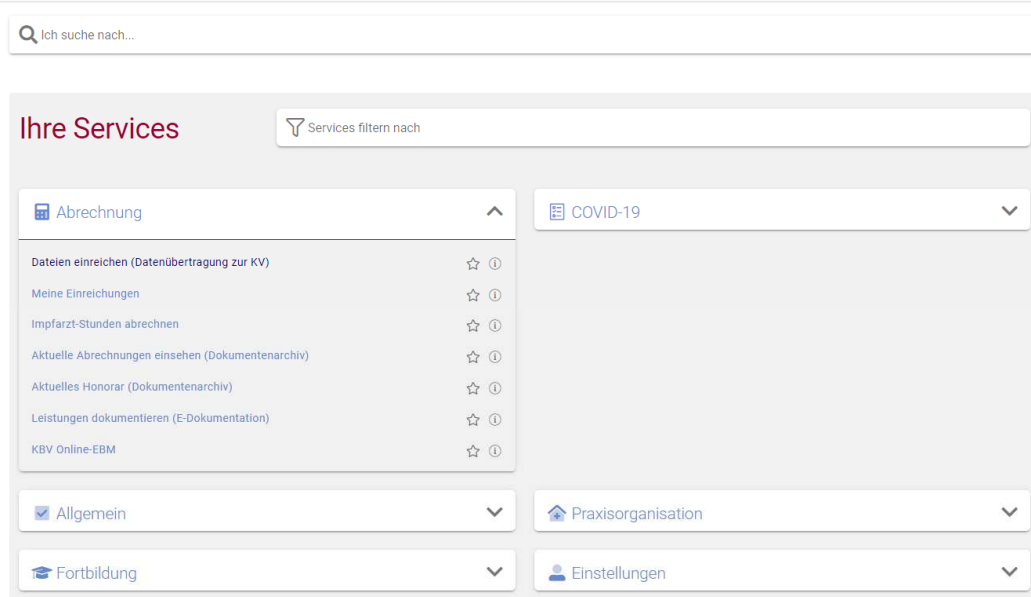 Ich suche nach...
Ihre Services
Services filtern nach
Abrechnung
Dateien einreichen (Datenübertragung zur KV)
Meine Einreichungen
Impfarzt-Stunden abrechnen
Aktuelle Abrechnungen einsehen (Dokumentenarchiv)
Aktuelles Honorar (Dokumentenarchiv)
Leistungen dokumentieren (E-Dokumentation)
KBV Online-EBM
COVID-19
Allgemein
Praxisorganisation
Fortbildung
Einstellungen